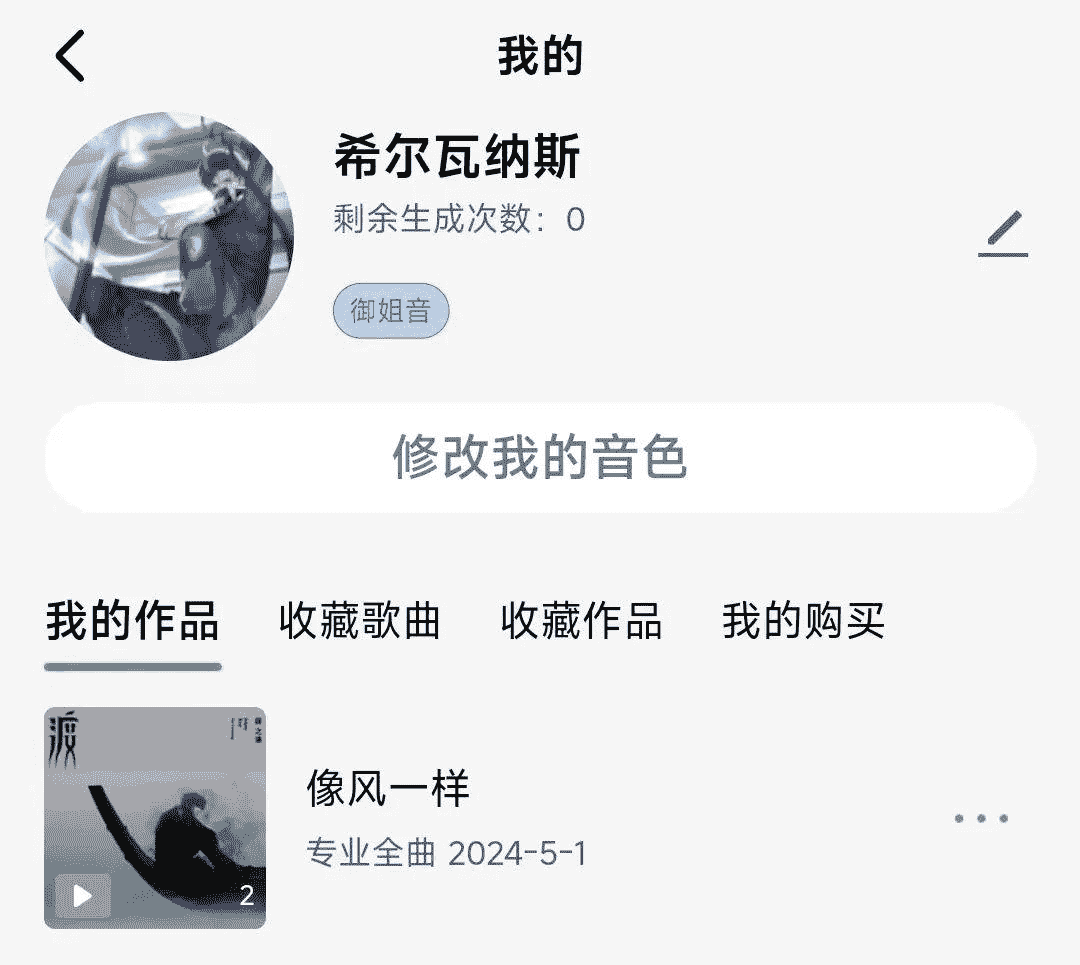 我的
希尔瓦纳斯
剩余生成次数：0
御姐音
修改我的音色
我的作品 收藏歌曲 收藏作品 我的购买
渡
像风一样
专业全曲 2024-5-1
2